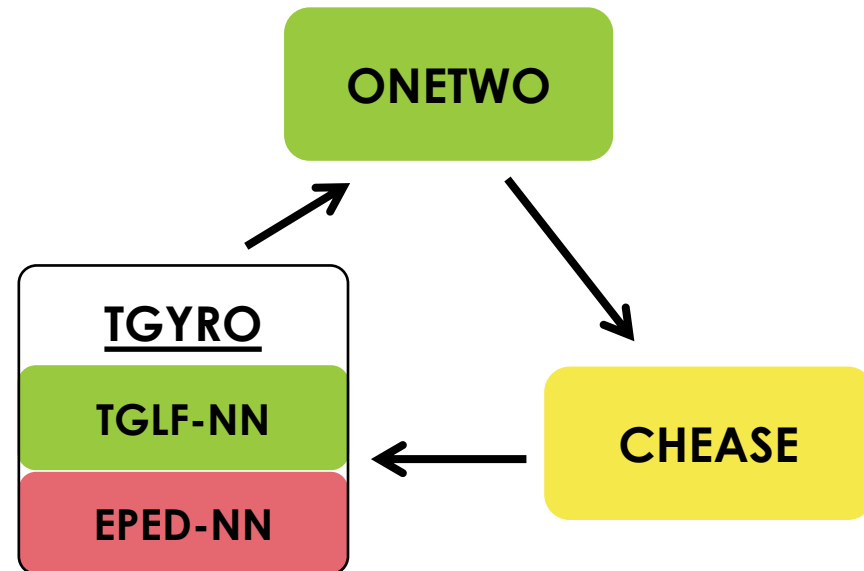 ONETWO
TGYRO
TGLF-NN
EPED-NN
CHEASE